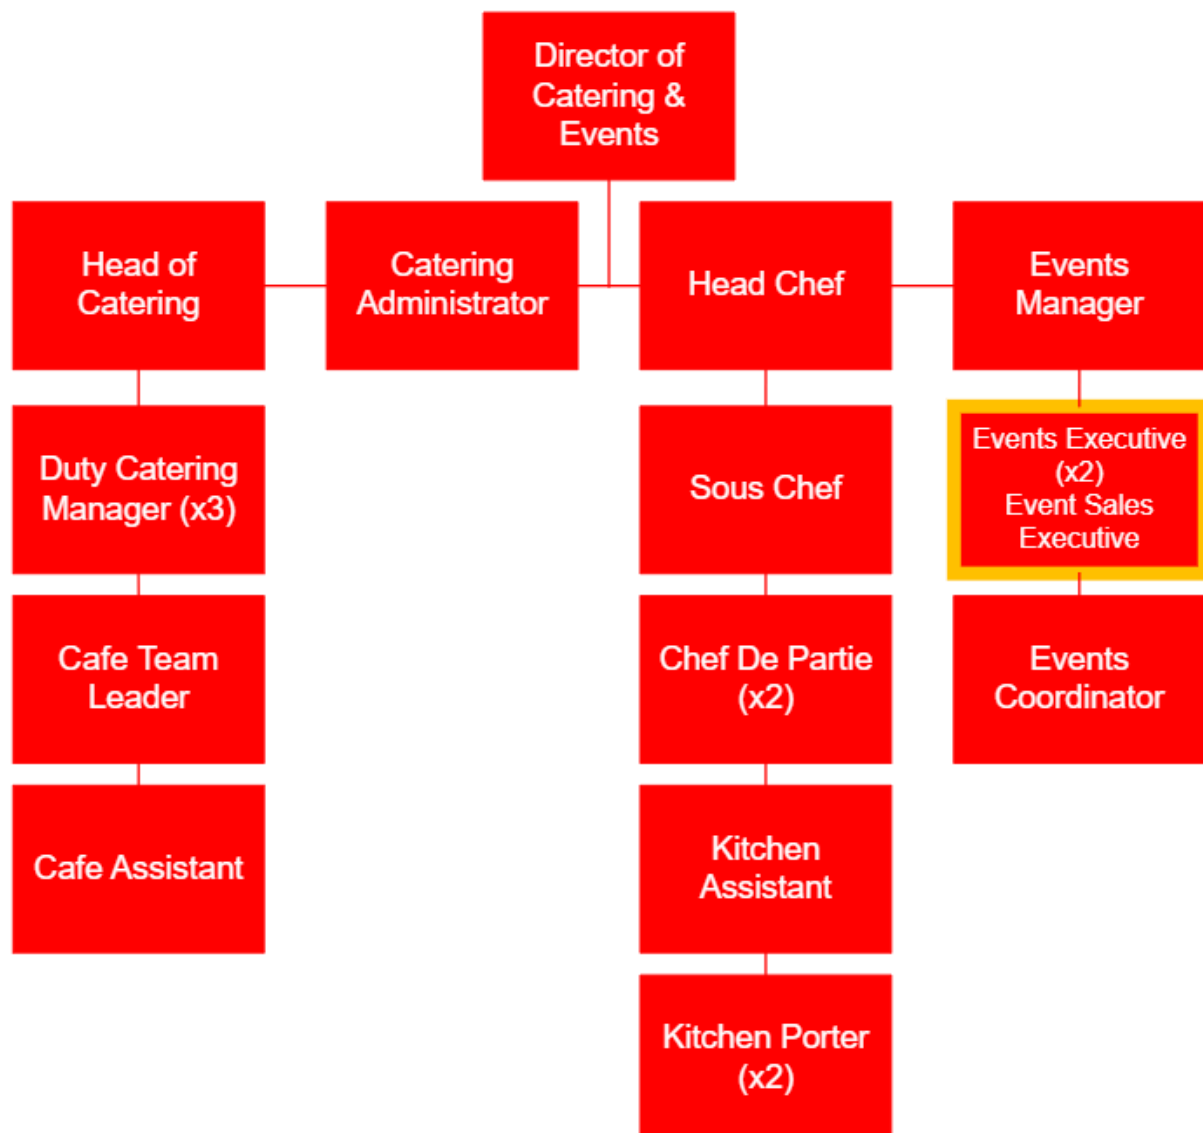 Director of
Catering &
Events
Head of
Catering
Catering
Administrator
Head Chef
Events
Manager
Duty Catering
Manager (x3)
Sous Chef
Events Executive
(x2)
Event Sales
Executive
Cafe Team
Leader
Chef De Partie
(x2)
Events
Coordinator
Cafe Assistant
Kitchen
Assistant
Kitchen Porter
(x2)